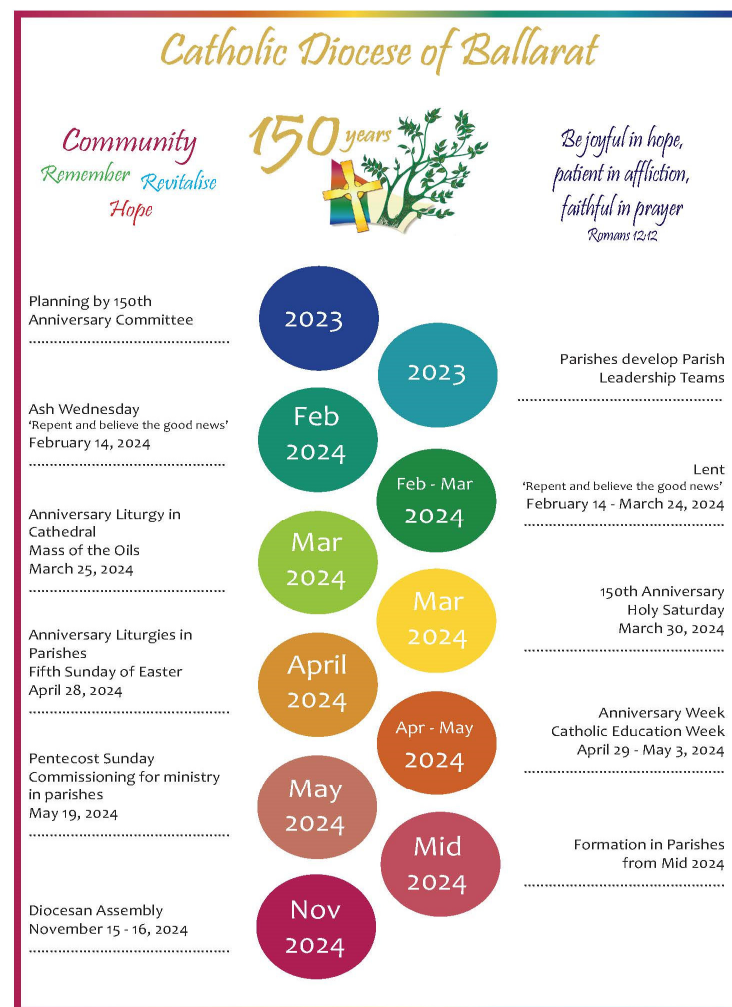 Catholic Diocese of Ballarat
Community
Remember Revitalise
Hope
150 years
Be joyful in hope,
patient in affliction,
faithful in prayer
Romans 12:12
Planning by 150th
Anniversary Committee
2023
2023
Parishes develop Parish
Leadership Teams
Ash Wednesday
‘Repent and believe the good news’
February 14, 2024
Feb
2024
Feb - Mar
2024
Lent
‘Repent and believe the good news’
February 14 - March 24, 2024
Anniversary Liturgy in
Cathedral
Mass of the Oils
March 25, 2024
Mar
2024
Mar
2024
150th Anniversary
Holy Saturday
March 30, 2024
Anniversary Liturgies in
Parishes
Fifth Sunday of Easter
April 28, 2024
April
2024
Apr - May
2024
Anniversary Week
Catholic Education Week
April 29 - May 3, 2024
Pentecost Sunday
Commissioning for ministry
in parishes
May 19, 2024
May
2024
Mid
2024
Formation in Parishes
from Mid 2024
Diocesan Assembly
November 15 - 16, 2024
Nov
2024